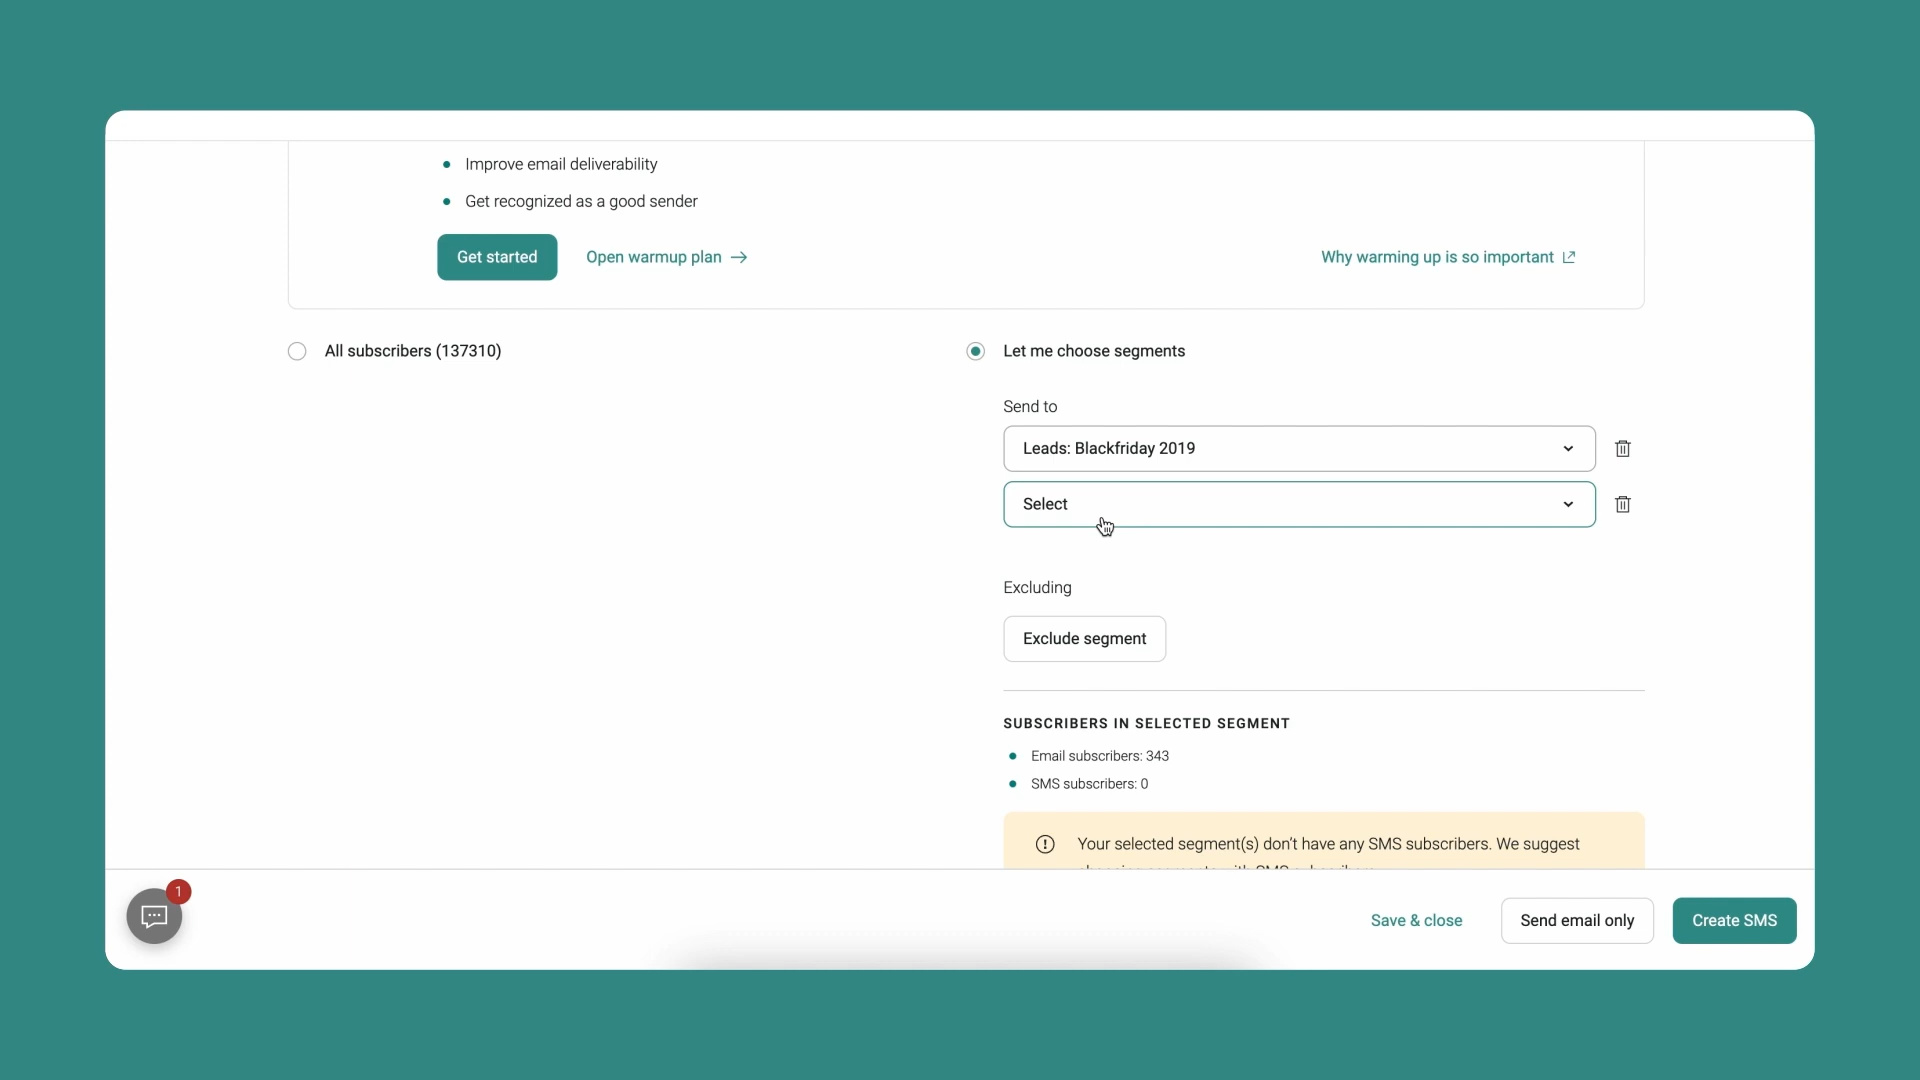 Improve email deliverability
Get recognized as a good sender
Get started
Open warmup plan
Why warming up is so important
All subscribers (137310)
Let me choose segments
Send to
Leads: Blackfriday 2019
Select
Excluding
Exclude segment
SUBSCRIBERS IN SELECTED SEGMENT
Email subscribers: 343
SMS subscribers: 0
Your selected segment(s) don't have any SMS subscribers. We suggest
1
Save & close
Send email only
Create SMS